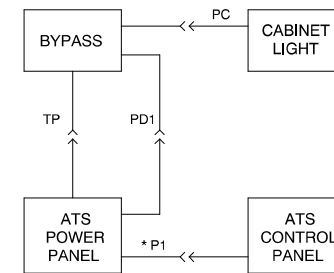 PC
BYPASS
CABINET
LIGHT
TP
PD1
ATS
POWER
PANEL
* P1
ATS
CONTROL
PANEL